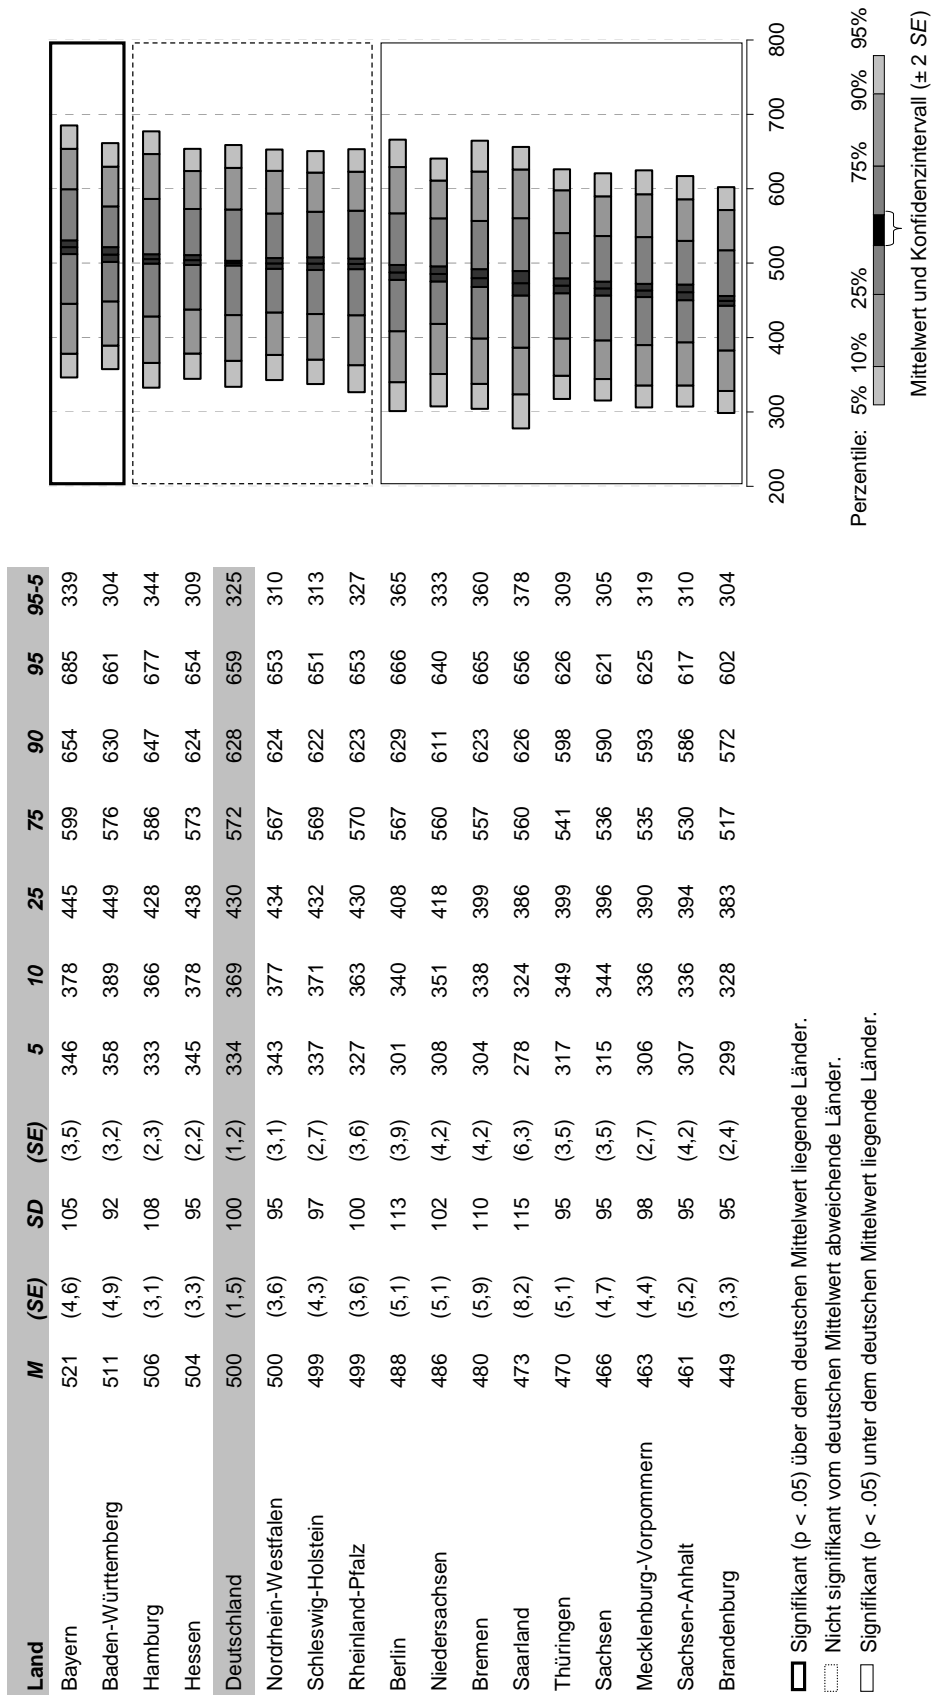 Land M (SE) SD (SE) 5 10 25 75 90 95 95-5
Bayern 521 (4,6) 105 (3,5) 346 378 445 599 654 685 339
Baden-Württemberg 511 (4,9) 92 (3,2) 358 389 449 576 630 661 304
Hamburg 506 (3,1) 108 (2,3) 333 366 428 586 647 677 344
Hessen 504 (3,3) 95 (2,2) 345 378 438 573 624 654 309
Deutschland 500 (1,5) 100 (1,2) 334 369 430 572 628 659 325
Nordrhein-Westfalen 500 (3,6) 95 (3,1) 343 377 434 567 624 653 310
Schleswig-Holstein 499 (4,3) 97 (2,7) 337 371 432 569 622 651 313
Rheinland-Pfalz 499 (3,6) 100 (3,6) 327 363 430 570 623 653 327
Berlin 488 (5,1) 113 (3,9) 301 340 408 567 629 666 365
Niedersachsen 486 (5,1) 102 (4,2) 308 351 418 560 611 640 333
Bremen 480 (5,9) 110 (4,2) 304 338 399 557 623 665 360
Saarland 473 (8,2) 115 (6,3) 278 324 386 560 626 656 378
Thüringen 470 (5,1) 95 (3,5) 317 349 399 541 598 626 309
Sachsen 466 (4,7) 95 (3,5) 315 344 396 536 590 621 305
Mecklenburg-Vorpommern 463 (4,4) 98 (2,7) 306 336 390 535 593 625 319
Sachsen-Anhalt 461 (5,2) 95 (4,2) 307 336 394 530 586 617 310
Brandenburg 449 (3,3) 95 (2,4) 299 328 383 517 572 602 304
200 300 400 500 600 700 800
Signifikant (p < .05) über dem deutschen Mittelwert liegende Länder.
Nicht signifikant vom deutschen Mittelwert abweichende Länder.
Signifikant (p < .05) unter dem deutschen Mittelwert liegende Länder.
Perzentile: 5% 10% 25% 75% 90% 95%
Mittelwert und Konfidenzintervall (± 2 SE)